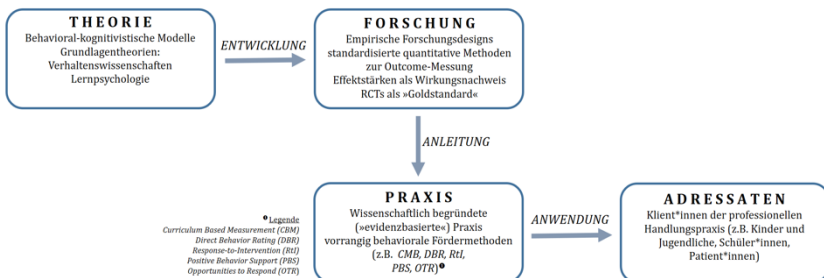 THEORIE
Behavioral-kognitivistische Modelle
Grundlagentheorien:
Verhaltenswissenschaften
Lernpsychologie
ENTWICKLUNG
FORSCHUNG
Empirische Forschungsdesigns
standardisierte quantitative Methoden
zur Outcome-Messung
Effektstärken als Wirkungsnachweis
RCTs als »Goldstandard«
ANLEITUNG
PRAXIS
Wissenschaftlich begründete
(»evidenzbasierte«) Praxis
vorrangig behaviorale Fördermethoden
(z.B. CMB, DBR, RtI,
PBS, OTR)❶
ANWENDUNG
ADRESSATEN
Klient*innen der professionellen
Handlungspraxis (z.B. Kinder und
Jugendliche, Schüler*innen,
Patient*innen)
❶ Legende
Curriculum Based Measurement (CBM)
Direct Behavior Rating (DBR)
Response-to-Intervention (RtI)
Positive Behavior Support (PBS)
Opportunities to Respond (OTR)